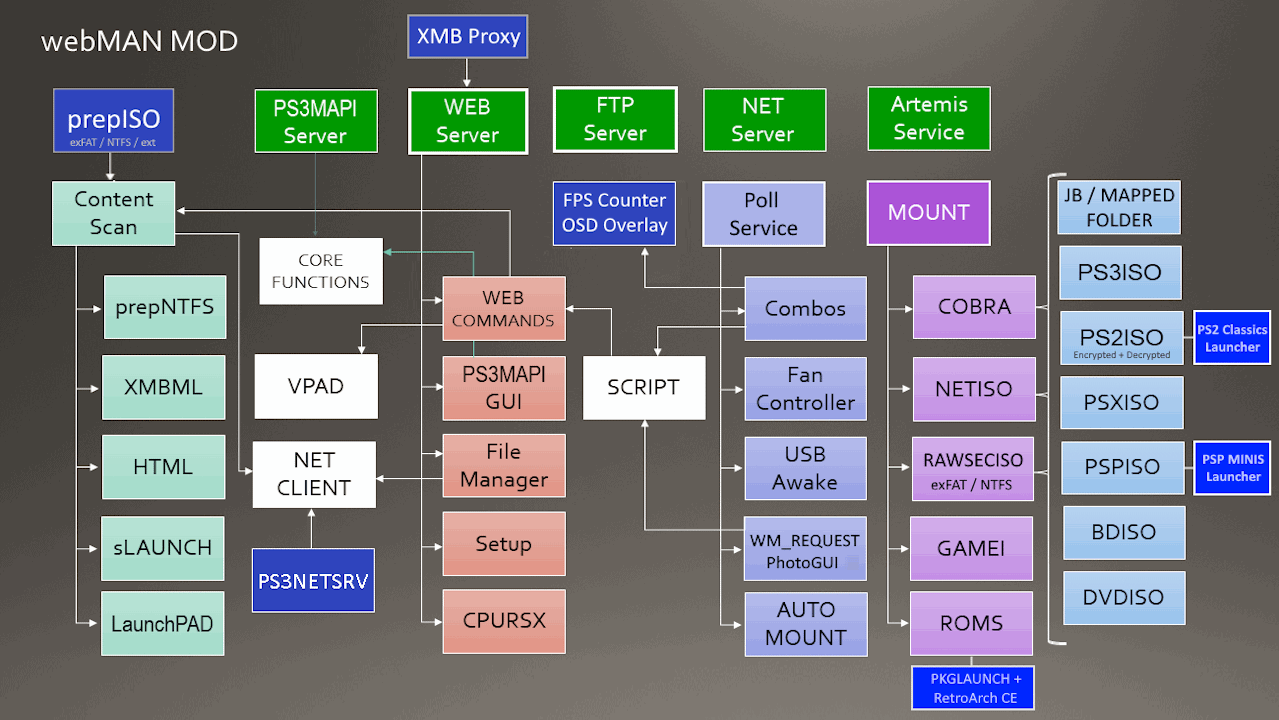 webMAN MOD
XMB Proxy
prepISO
exFAT / NTFS / ext
PS3MAPI
Server
WEB
Server
FTP
Server
NET
Server
Artemis
Service
Content
Scan
prepNTFS
XMBML
HTML
sLAUNCH
LaunchPAD
CORE
FUNCTIONS
VPAD
NET
CLIENT
PS3NETSRV
WEB
COMMANDS
PS3MAPI
GUI
File
Manager
Setup
CPURSX
FPS Counter
OSD Overlay
SCRIPT
Poll
Service
Combos
Fan
Controller
USB
Awake
WM_REQUEST
PhotoGUI
AUTO
MOUNT
MOUNT
COBRA
NETISO
RAWSECISO
exFAT / NTFS
GAMEI
ROMS
PKGLAUNCH +
RetroArch CE
JB / MAPPED
FOLDER
PS3ISO
PS2ISO
Encrypted + Decrypted
PS2 Classics
Launcher
PSXISO
PSPISO
PSP MINIS
Launcher
BDISO
DVDISO